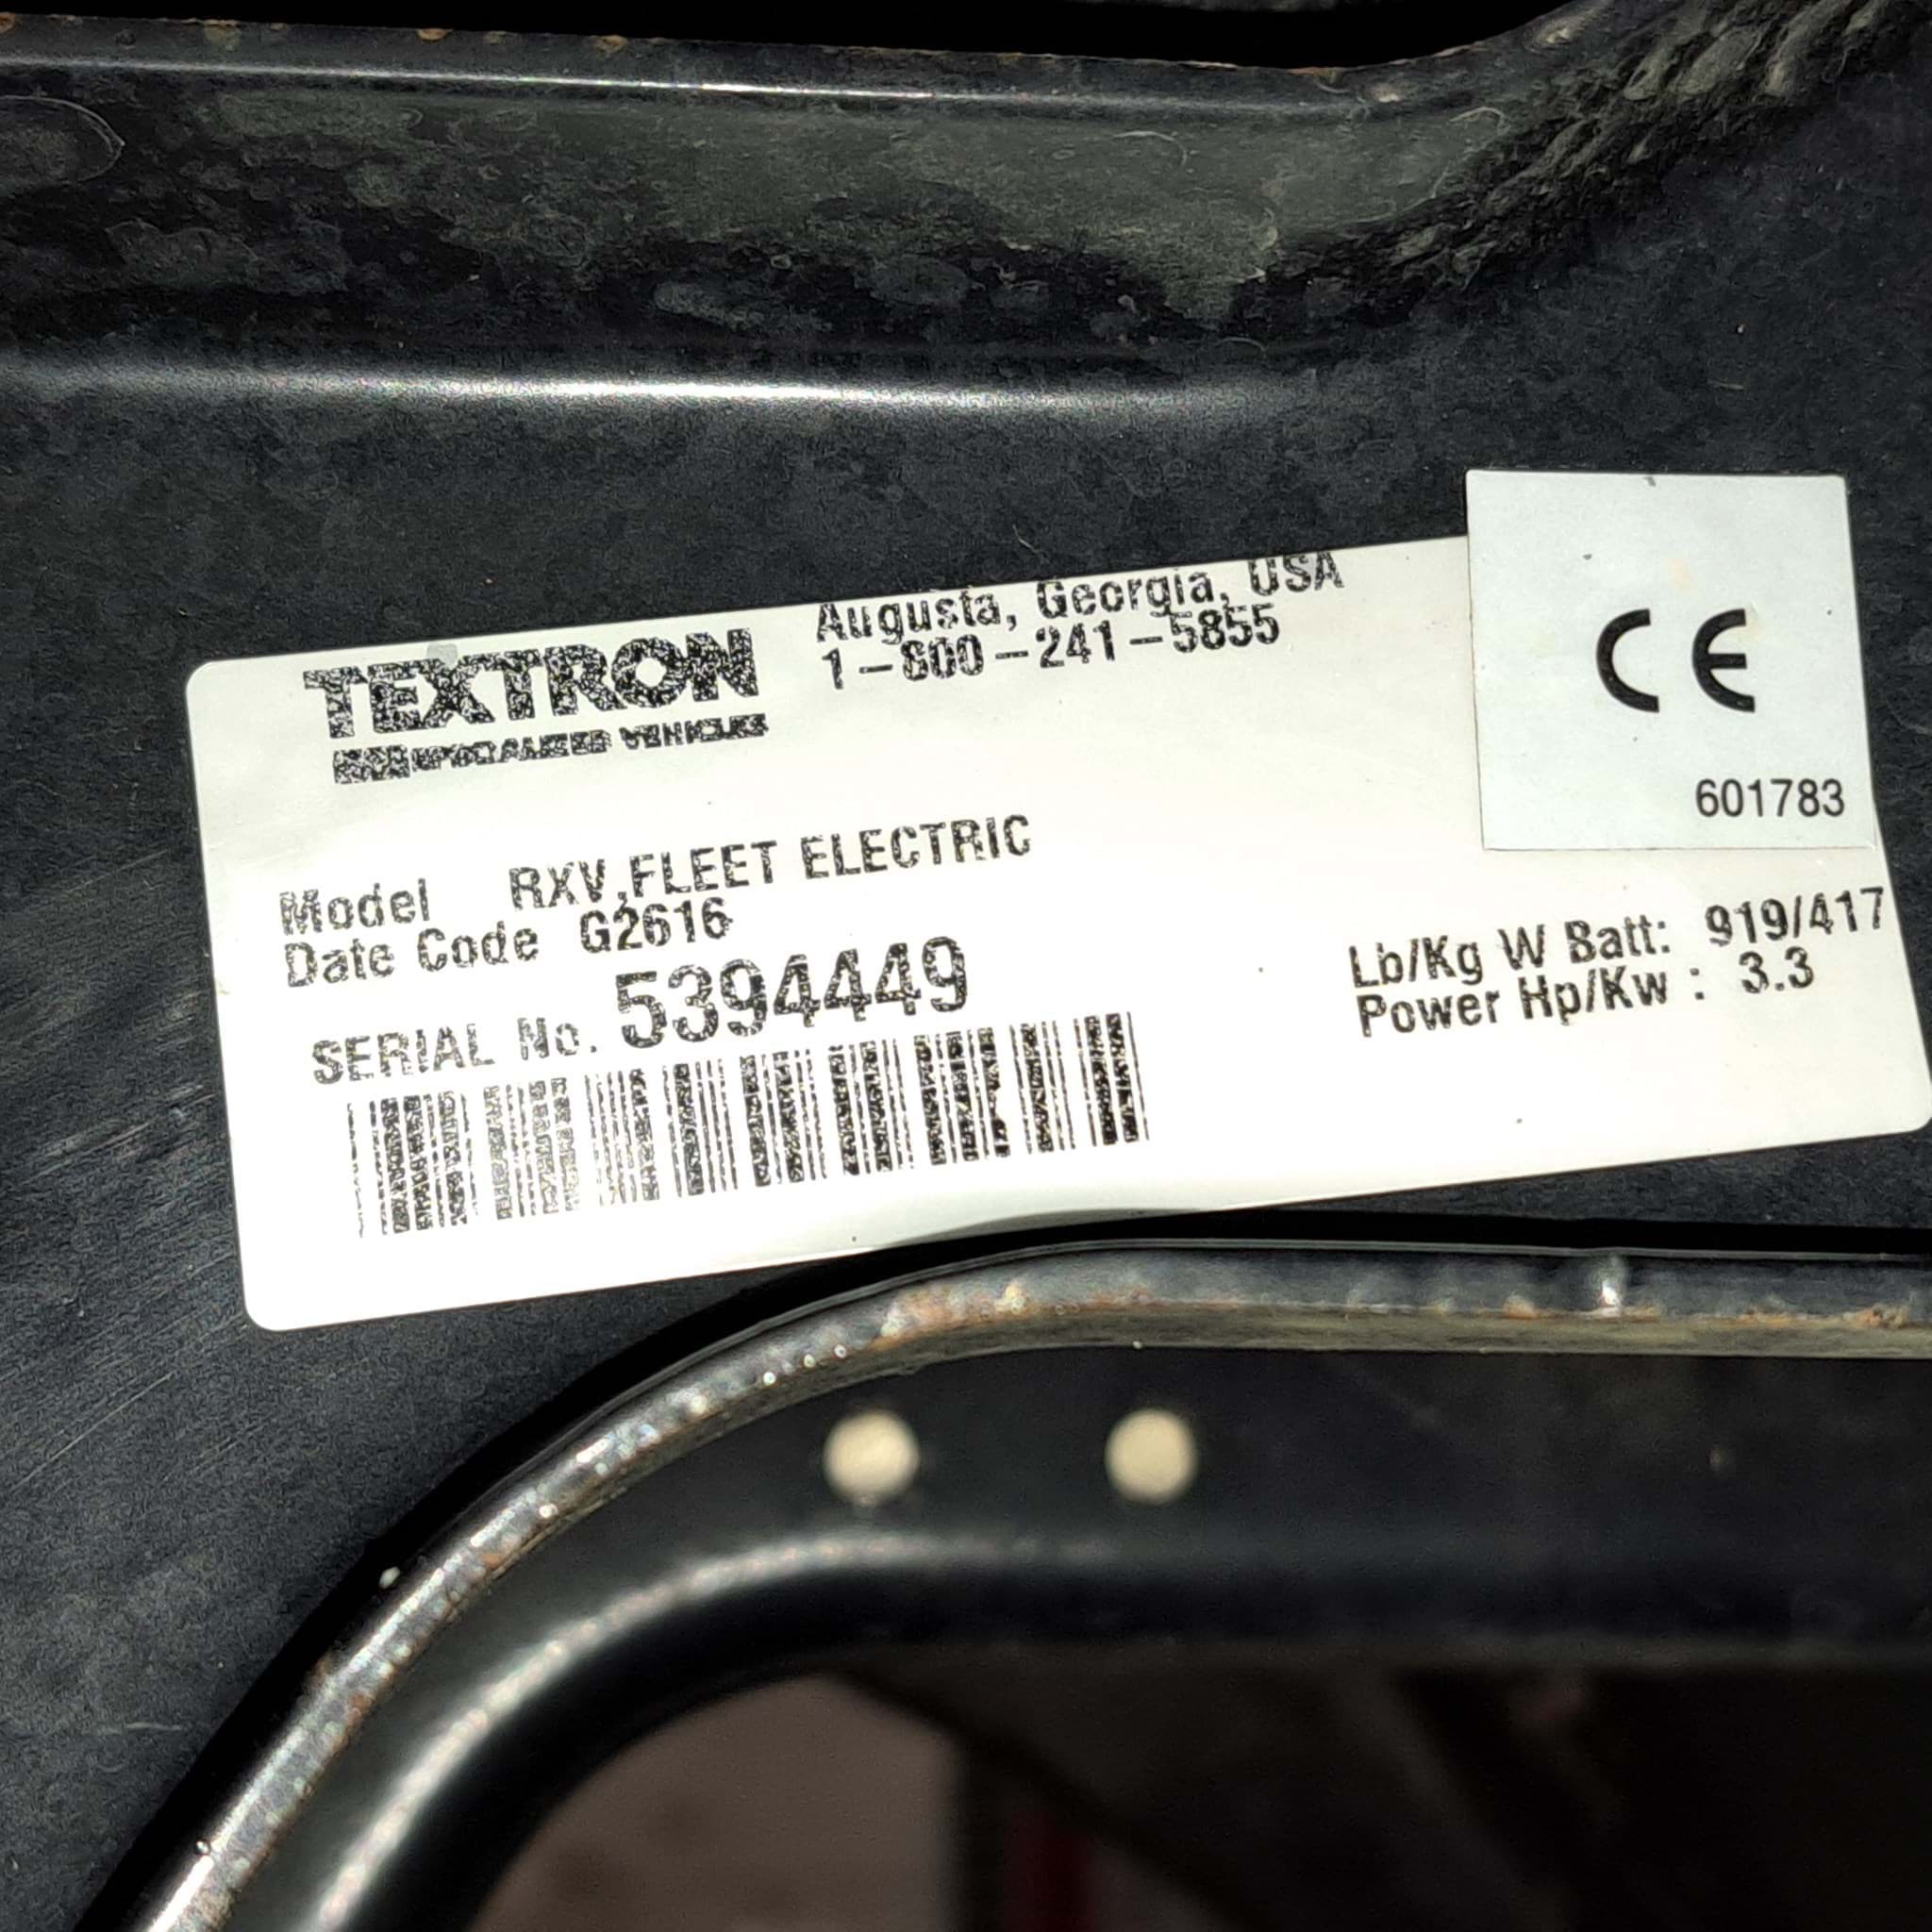 TEXTRON
SPECIALIZED VEHICLES
Augusta, Georgia, USA
1-800-241-5855
CE
601783
Model RXV,FLEET ELECTRIC
Date Code G2616
SERIAL No. 5394449
Lb/Kg W Batt: 919/417
Power Hp/Kw : 3.3